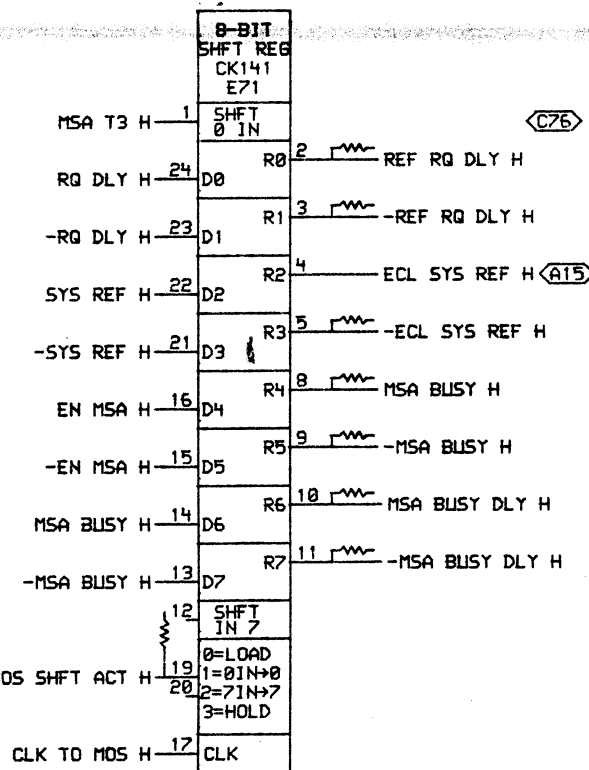 8-BIT
SHFT REG
CK141
E71
MSA T3 H 1 SHFT
0 IN
C76
R0 2 REF RQ DLY H
RQ DLY H 24 D0
R1 3 -REF RQ DLY H
-RQ DLY H 23 D1
R2 4 ECL SYS REF H A15
SYS REF H 22 D2
R3 5 -ECL SYS REF H
-SYS REF H 21 D3
R4 8 MSA BUSY H
EN MSA H 16 D4
R5 9 -MSA BUSY H
-EN MSA H 15 D5
R6 10 MSA BUSY DLY H
MSA BUSY H 14 D6
R7 11 -MSA BUSY DLY H
-MSA BUSY H 13 D7
12 SHFT
IN 7
0=LOAD
OS SHFT ACT H 19 1=0IN→0
20 2=7IN→7
3=HOLD
CLK TO MOS H 17 CLK